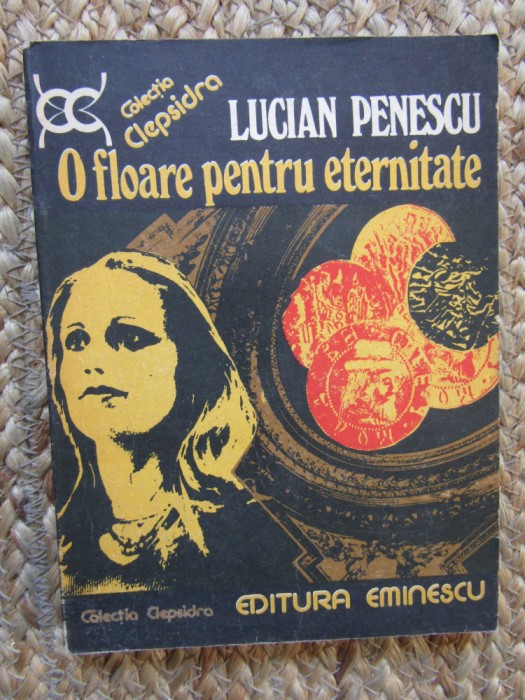 Colecția
Clepsidra
LUCIAN PENESCU
O floare pentru eternitate
Colecția Clepsidra
EDITURA EMINESCU